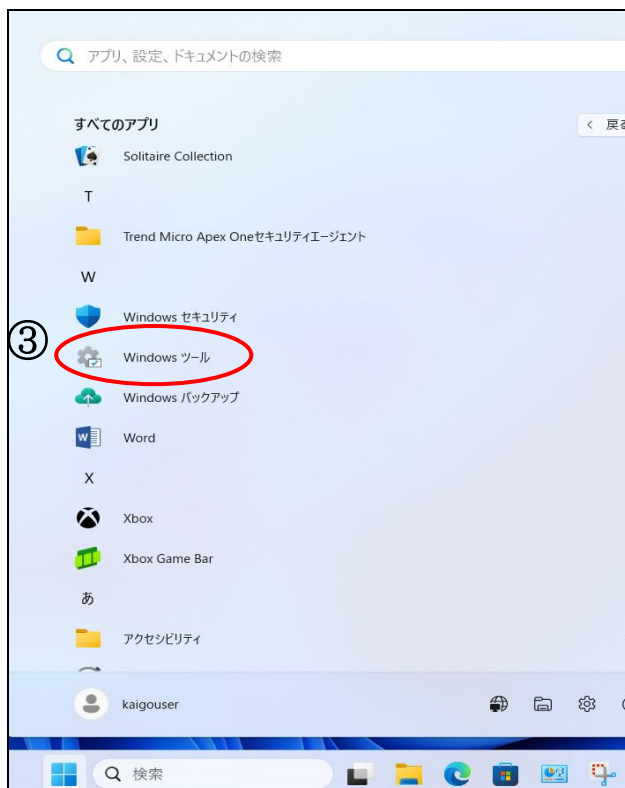 アプリ、設定、ドキュメントの検索
すべてのアプリ
< 戻る
Solitaire Collection
T
Trend Micro Apex Oneセキュリティエージェント
W
Windows セキュリティ
③
Windows ツール
Windows バックアップ
Word
X
Xbox
Xbox Game Bar
あ
アクセシビリティ
kaigouser
検索